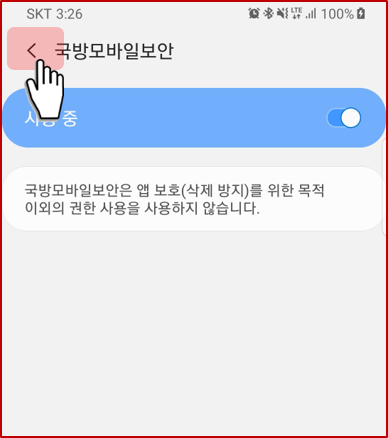 SKT 3:26 LTE 100%
국방모바일보안
사용 중
국방모바일보안은 앱 보호(삭제 방지)를 위한 목적
이외의 권한 사용을 사용하지 않습니다.